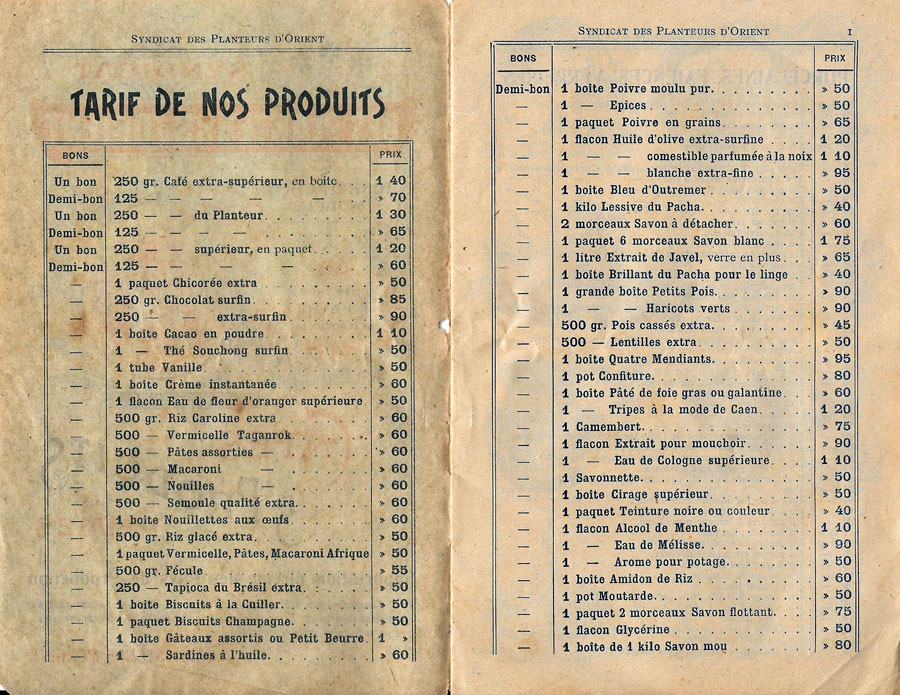 SYNDICAT DES PLANTEURS D'ORIENT
TARIF DE NOS PRODUITS
BONS PRIX
Un bon 250 gr. Café extra-supérieur, en boîte. . . . 1 40
Demi-bon 125 — — — — — . . . » 70
Un bon 250 — — du Planteur. . . . . . . . . . 1 30
Demi-bon 125 — — — — . . . . . . . . » 65
Un bon 250 — — supérieur, en paquet. . . . . . 1 20
Demi-bon 125 — — — — . . . . . . » 60
— 1 paquet Chicorée extra . . . . . . . . . . . » 50
— 250 gr. Chocolat surfin. . . . . . . . . . . . » 85
— 250 — — extra-surfin. . . . . . . . . » 90
— 1 boîte Cacao en poudre . . . . . . . . . . 1 10
— 1 — Thé Souchong surfin . . . . . . . . » 50
— 1 tube Vanille. . . . . . . . . . . . . . . . » 50
— 1 boîte Crème instantanée . . . . . . . . . » 60
— 1 flacon Eau de fleur d'oranger supérieure. » 50
— 500 gr. Riz Caroline extra . . . . . . . . . » 60
— 500 — Vermicelle Taganrok. . . . . . . . » 60
— 500 — Pâtes assorties — . . . . . . . . . » 60
— 500 — Macaroni — . . . . . . . . . » 60
— 500 — Nouilles — . . . . . . . . . » 60
— 500 — Semoule qualité extra. . . . . . . . » 60
— 1 boîte Nouillettes aux œufs. . . . . . . . » 60
— 500 gr. Riz glacé extra. . . . . . . . . . . » 50
— 1 paquet Vermicelle, Pâtes, Macaroni Afrique » 50
— 500 gr. Fécule . . . . . . . . . . . . . . . » 55
— 250 — Tapioca du Brésil extra. . . . . . . » 50
— 1 boîte Biscuits à la Cuiller. . . . . . . . . » 50
— 1 paquet Biscuits Champagne. . . . . . . . » 50
— 1 boîte Gâteaux assortis ou Petit Beurre. 1 »
— 1 — Sardines à l'huile. . . . . . . . . . » 60
SYNDICAT DES PLANTEURS D'ORIENT 1
BONS PRIX
Demi-bon 1 boîte Poivre moulu pur. . . . . . . . . » 50
— 1 — Epices . . . . . . . . . . . . . . » 50
— 1 paquet Poivre en grains. . . . . . . . » 65
— 1 flacon Huile d'olive extra-surfine . . . . 1 20
— 1 — — comestible parfumée à la noix 1 10
— 1 — — blanche extra-fine . . . . . » 95
— 1 boîte Bleu d'Outremer . . . . . . . . . » 50
— 1 kilo Lessive du Pacha. . . . . . . . . . » 40
— 2 morceaux Savon à détacher. . . . . . . » 60
— 1 paquet 6 morceaux Savon blanc . . . . 1 75
— 1 litre Extrait de Javel, verre en plus . . . » 65
— 1 boîte Brillant du Pacha pour le linge . . » 40
— 1 grande boîte Petits Pois. . . . . . . . . » 90
— 1 — — Haricots verts . . . . . . . » 90
— 500 gr. Pois cassés extra. . . . . . . . . . » 45
— 500 — Lentilles extra. . . . . . . . . . . » 50
— 1 boîte Quatre Mendiants. . . . . . . . . » 95
— 1 pot Confiture. . . . . . . . . . . . . . » 80
— 1 boîte Pâté de foie gras ou galantine. . . » 60
— 1 — Tripes à la mode de Caen. . . . . 1 20
— 1 Camembert. . . . . . . . . . . . . . . » 75
— 1 flacon Extrait pour mouchoir. . . . . . » 90
— 1 — Eau de Cologne supérieure. . . . 1 10
— 1 Savonnette. . . . . . . . . . . . . . . » 50
— 1 boîte Cirage supérieur. . . . . . . . . . » 50
— 1 paquet Teinture noire ou couleur. . . . » 40
— 1 flacon Alcool de Menthe . . . . . . . . 1 10
— 1 — Eau de Mélisse. . . . . . . . . . » 90
— 1 — Arome pour potage. . . . . . . . » 50
— 1 boîte Amidon de Riz . . . . . . . . . . » 60
— 1 pot Moutarde. . . . . . . . . . . . . . » 50
— 1 paquet 2 morceaux Savon flottant. . . . » 75
— 1 flacon Glycérine . . . . . . . . . . . . » 50
— 1 boîte de 1 kilo Savon mou . . . . . . . » 80